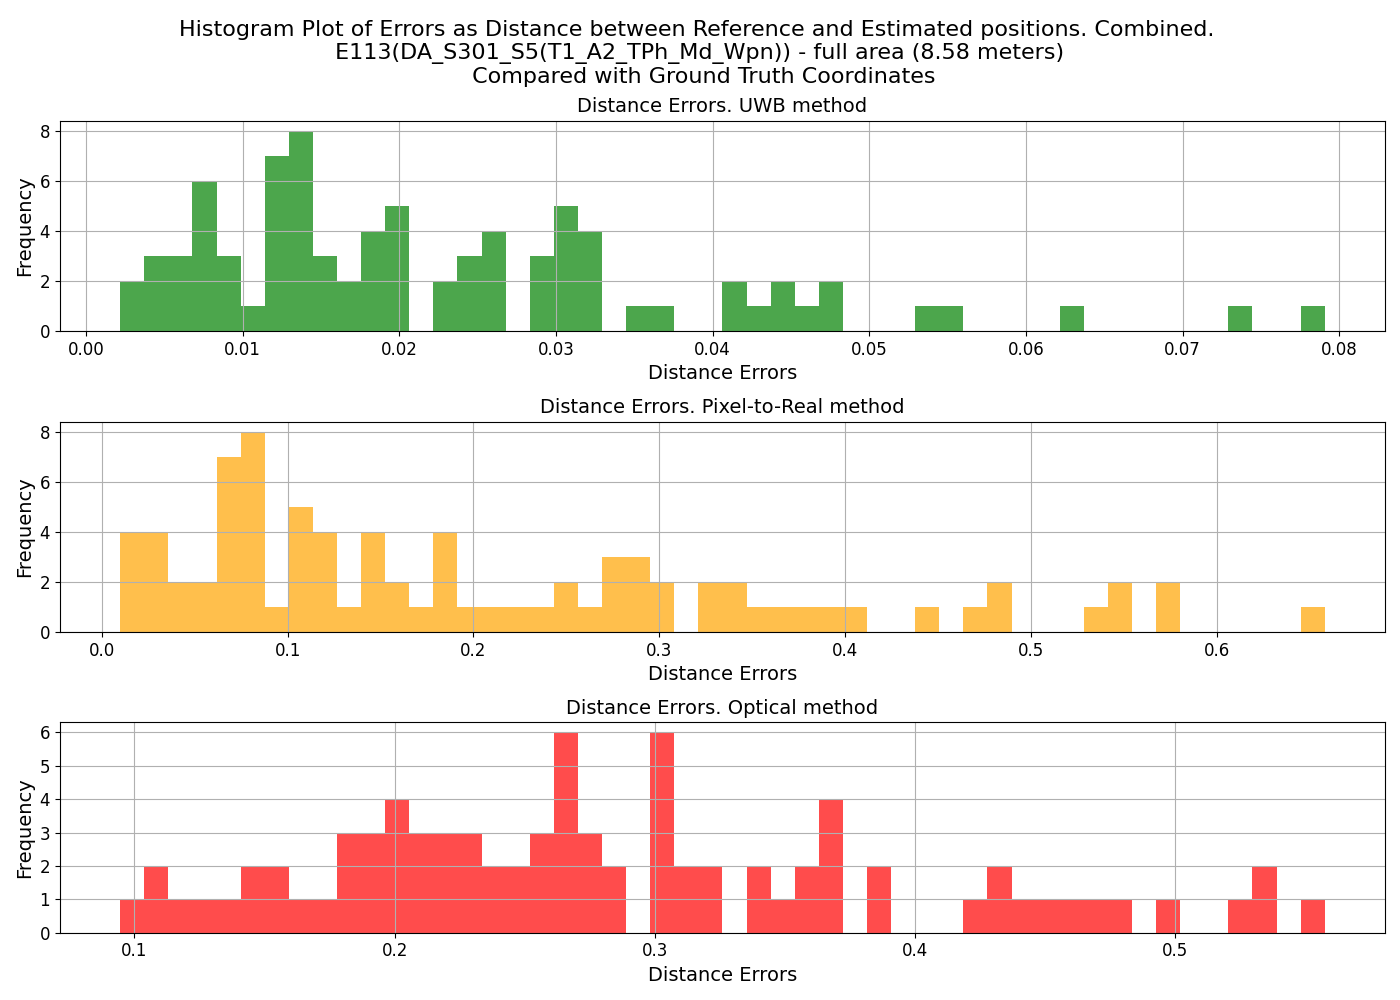 Histogram Plot of Errors as Distance between Reference and Estimated positions. Combined.
E113(DA_S301_S5(T1_A2_TPh_Md_Wpn)) - full area (8.58 meters)
Compared with Ground Truth Coordinates
Distance Errors. UWB method
Frequency
8
6
4
2
0
0.00 0.01 0.02 0.03 0.04 0.05 0.06 0.07 0.08
Distance Errors
Distance Errors. Pixel-to-Real method
Frequency
8
6
4
2
0
0.0 0.1 0.2 0.3 0.4 0.5 0.6
Distance Errors
Distance Errors. Optical method
Frequency
6
5
4
3
2
1
0
0.1 0.2 0.3 0.4 0.5
Distance Errors